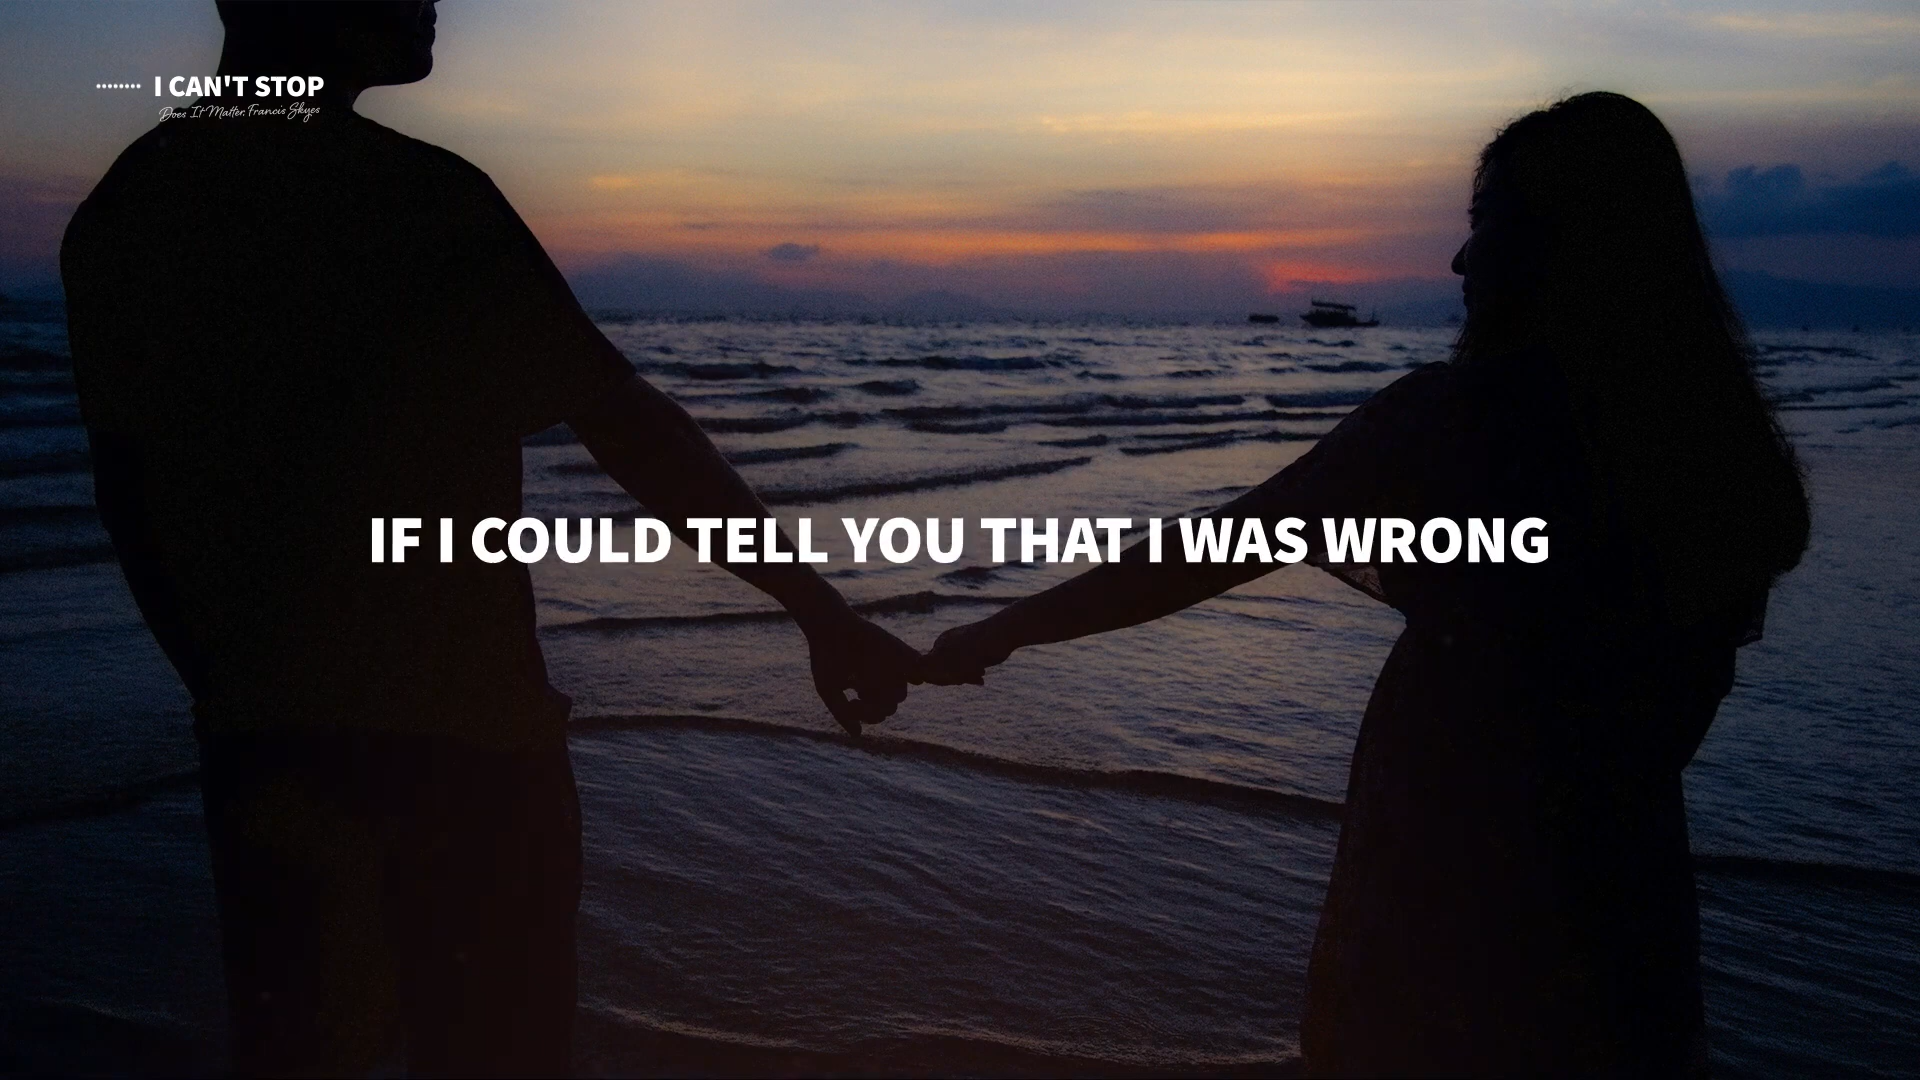 I CAN'T STOP
Does It Matter, Francis Skyes
IF I COULD TELL YOU THAT I WAS WRONG